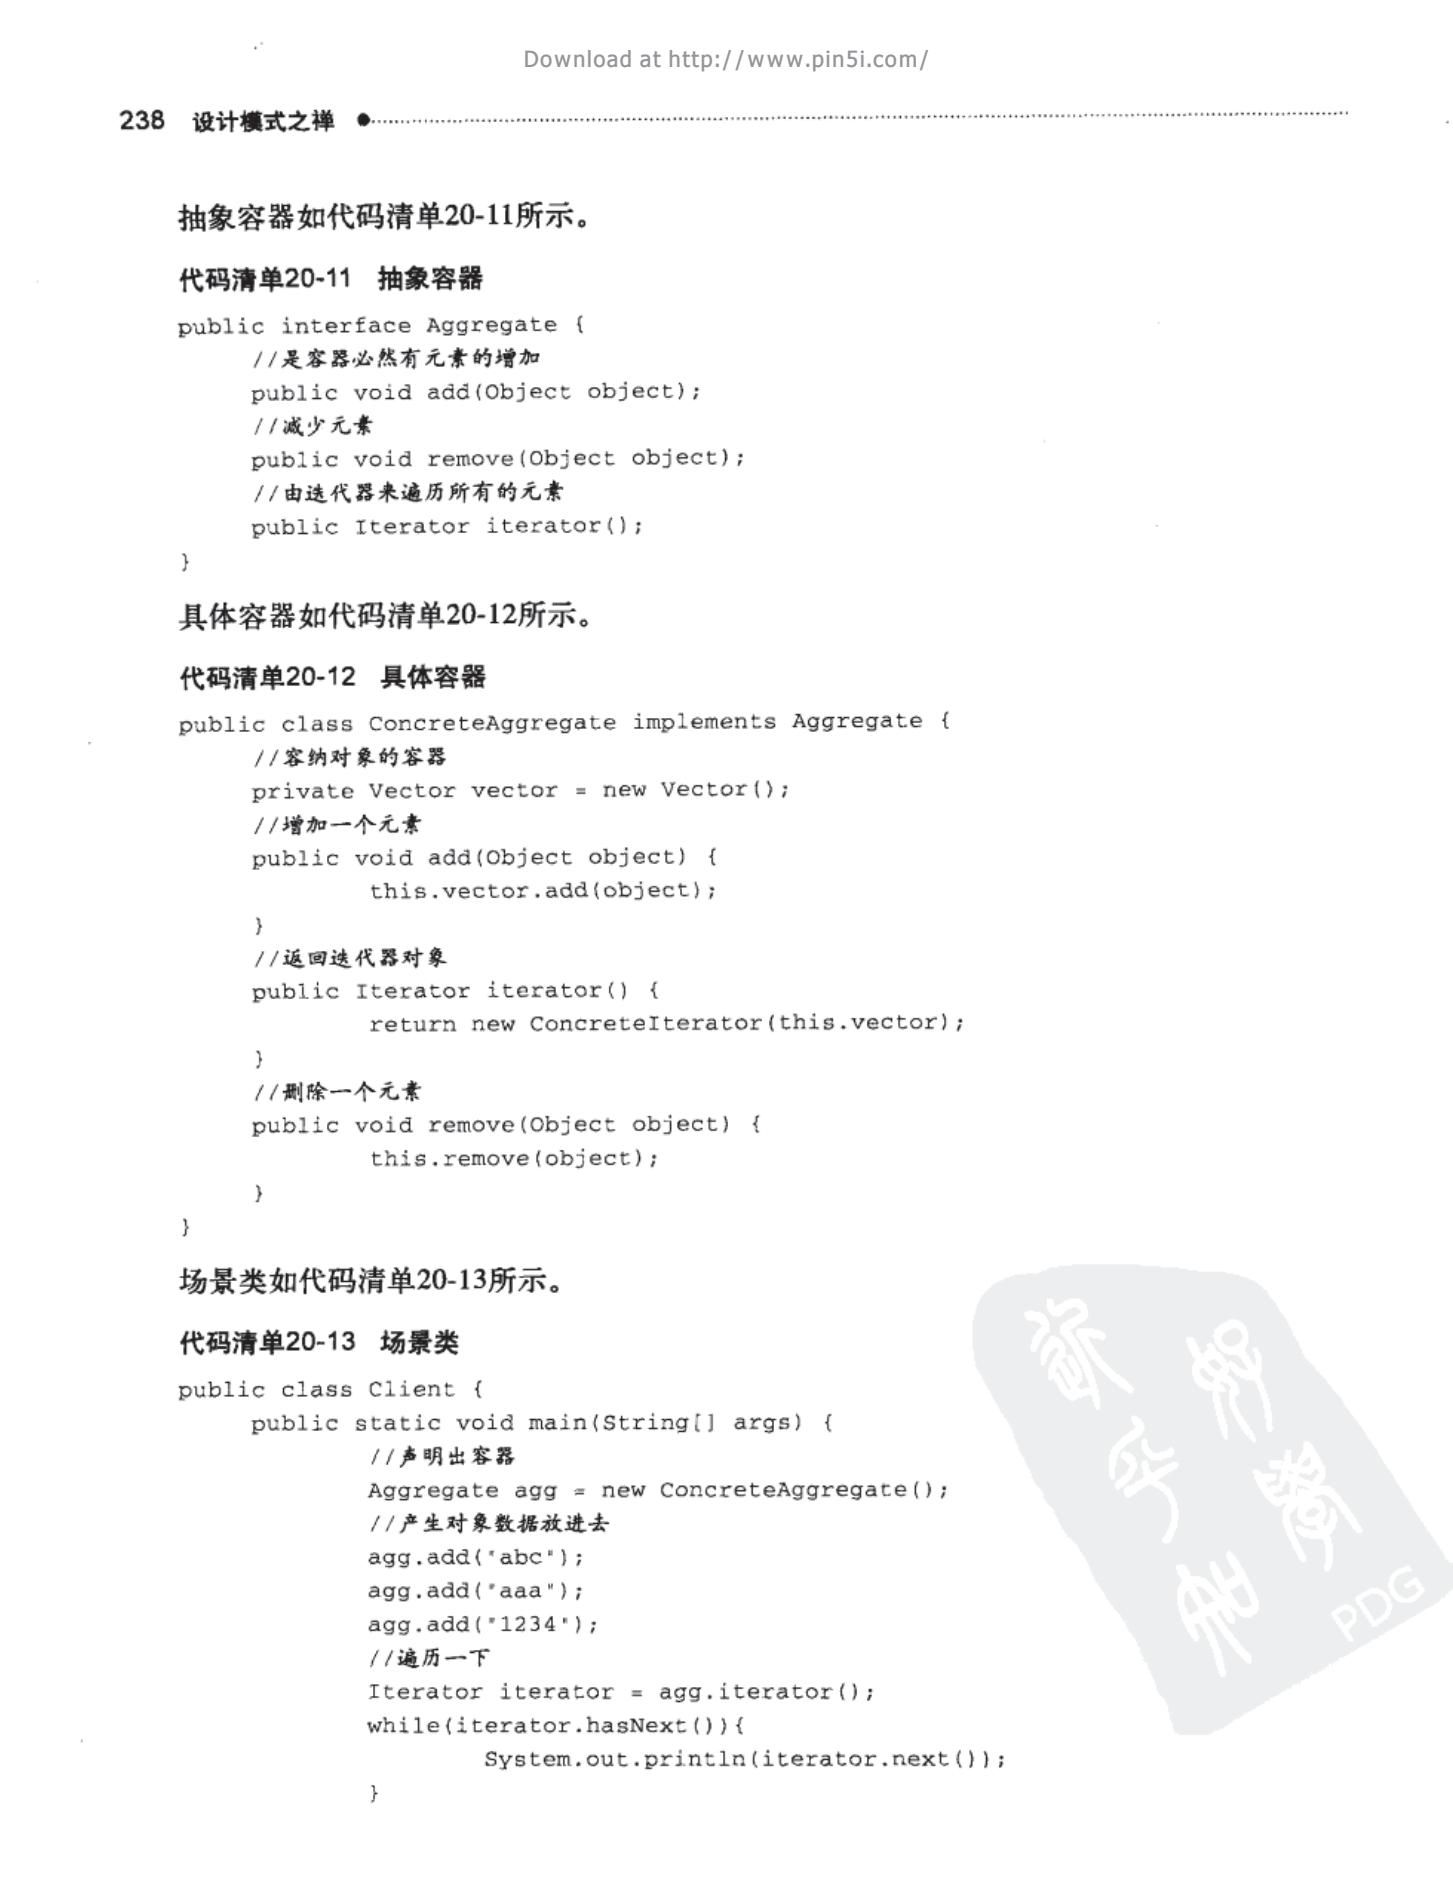 Download at http://www.pin5i.com/
238 设计模式之禅
抽象容器如代码清单20-11所示。
代码清单20-11 抽象容器
public interface Aggregate {
//是容器必然有元素的增加
public void add(Object object);
//减少元素
public void remove(Object object);
//由迭代器来遍历所有的元素
public Iterator iterator();
}
具体容器如代码清单20-12所示。
代码清单20-12 具体容器
public class ConcreteAggregate implements Aggregate {
//容纳对象的容器
private Vector vector = new Vector();
//增加一个元素
public void add(Object object) {
this.vector.add(object);
}
//返回迭代器对象
public Iterator iterator() {
return new ConcreteIterator(this.vector);
}
//删除一个元素
public void remove(Object object) {
this.remove(object);
}
}
场景类如代码清单20-13所示。
代码清单20-13 场景类
public class Client {
public static void main(String[] args) {
//声明出容器
Aggregate agg = new ConcreteAggregate();
//产生对象数据放进去
agg.add("abc");
agg.add("aaa");
agg.add("1234");
//遍历一下
Iterator iterator = agg.iterator();
while(iterator.hasNext()){
System.out.println(iterator.next());
}
PDG